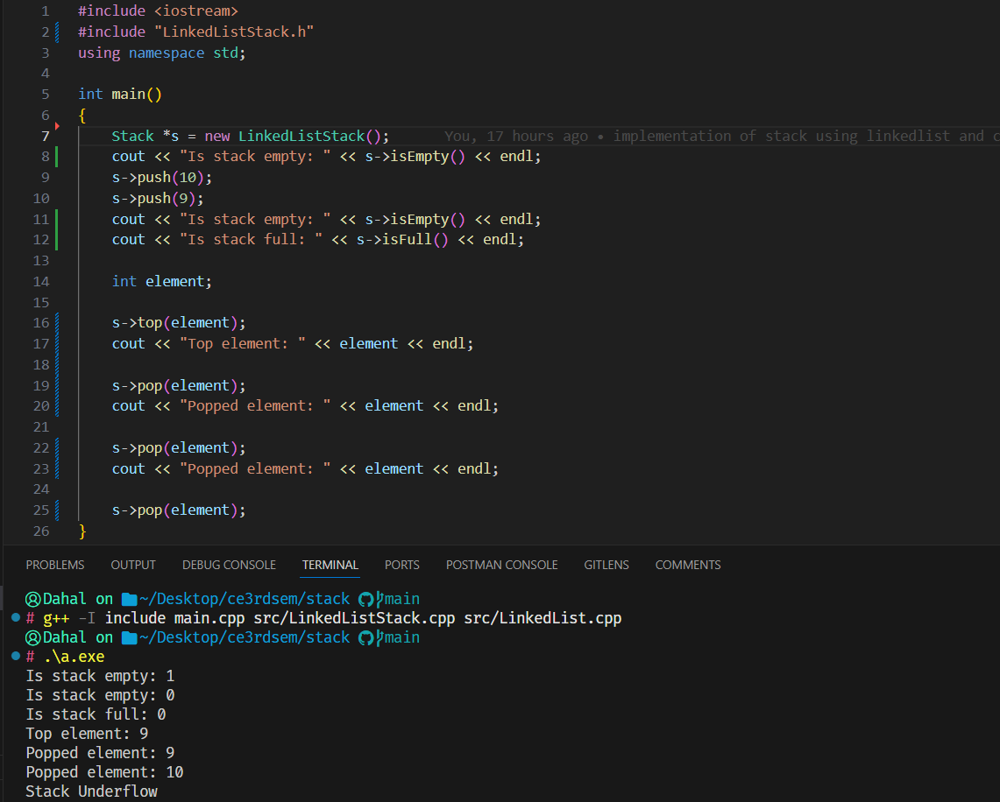 1 #include <iostream>
2 #include "LinkedListStack.h"
3 using namespace std;
4
5 int main()
6 {
7 Stack *s = new LinkedListStack(); You, 17 hours ago • implementation of stack using linkedlist and
8 cout << "Is stack empty: " << s->isEmpty() << endl;
9 s->push(10);
10 s->push(9);
11 cout << "Is stack empty: " << s->isEmpty() << endl;
12 cout << "Is stack full: " << s->isFull() << endl;
13
14 int element;
15
16 s->top(element);
17 cout << "Top element: " << element << endl;
18
19 s->pop(element);
20 cout << "Popped element: " << element << endl;
21
22 s->pop(element);
23 cout << "Popped element: " << element << endl;
24
25 s->pop(element);
26 }
PROBLEMS OUTPUT DEBUG CONSOLE TERMINAL PORTS POSTMAN CONSOLE GITLENS COMMENTS
Dahal on ~/Desktop/ce3rdsem/stack main
# g++ -I include main.cpp src/LinkedListStack.cpp src/LinkedList.cpp
Dahal on ~/Desktop/ce3rdsem/stack main
# .\a.exe
Is stack empty: 1
Is stack empty: 0
Is stack full: 0
Top element: 9
Popped element: 9
Popped element: 10
Stack Underflow